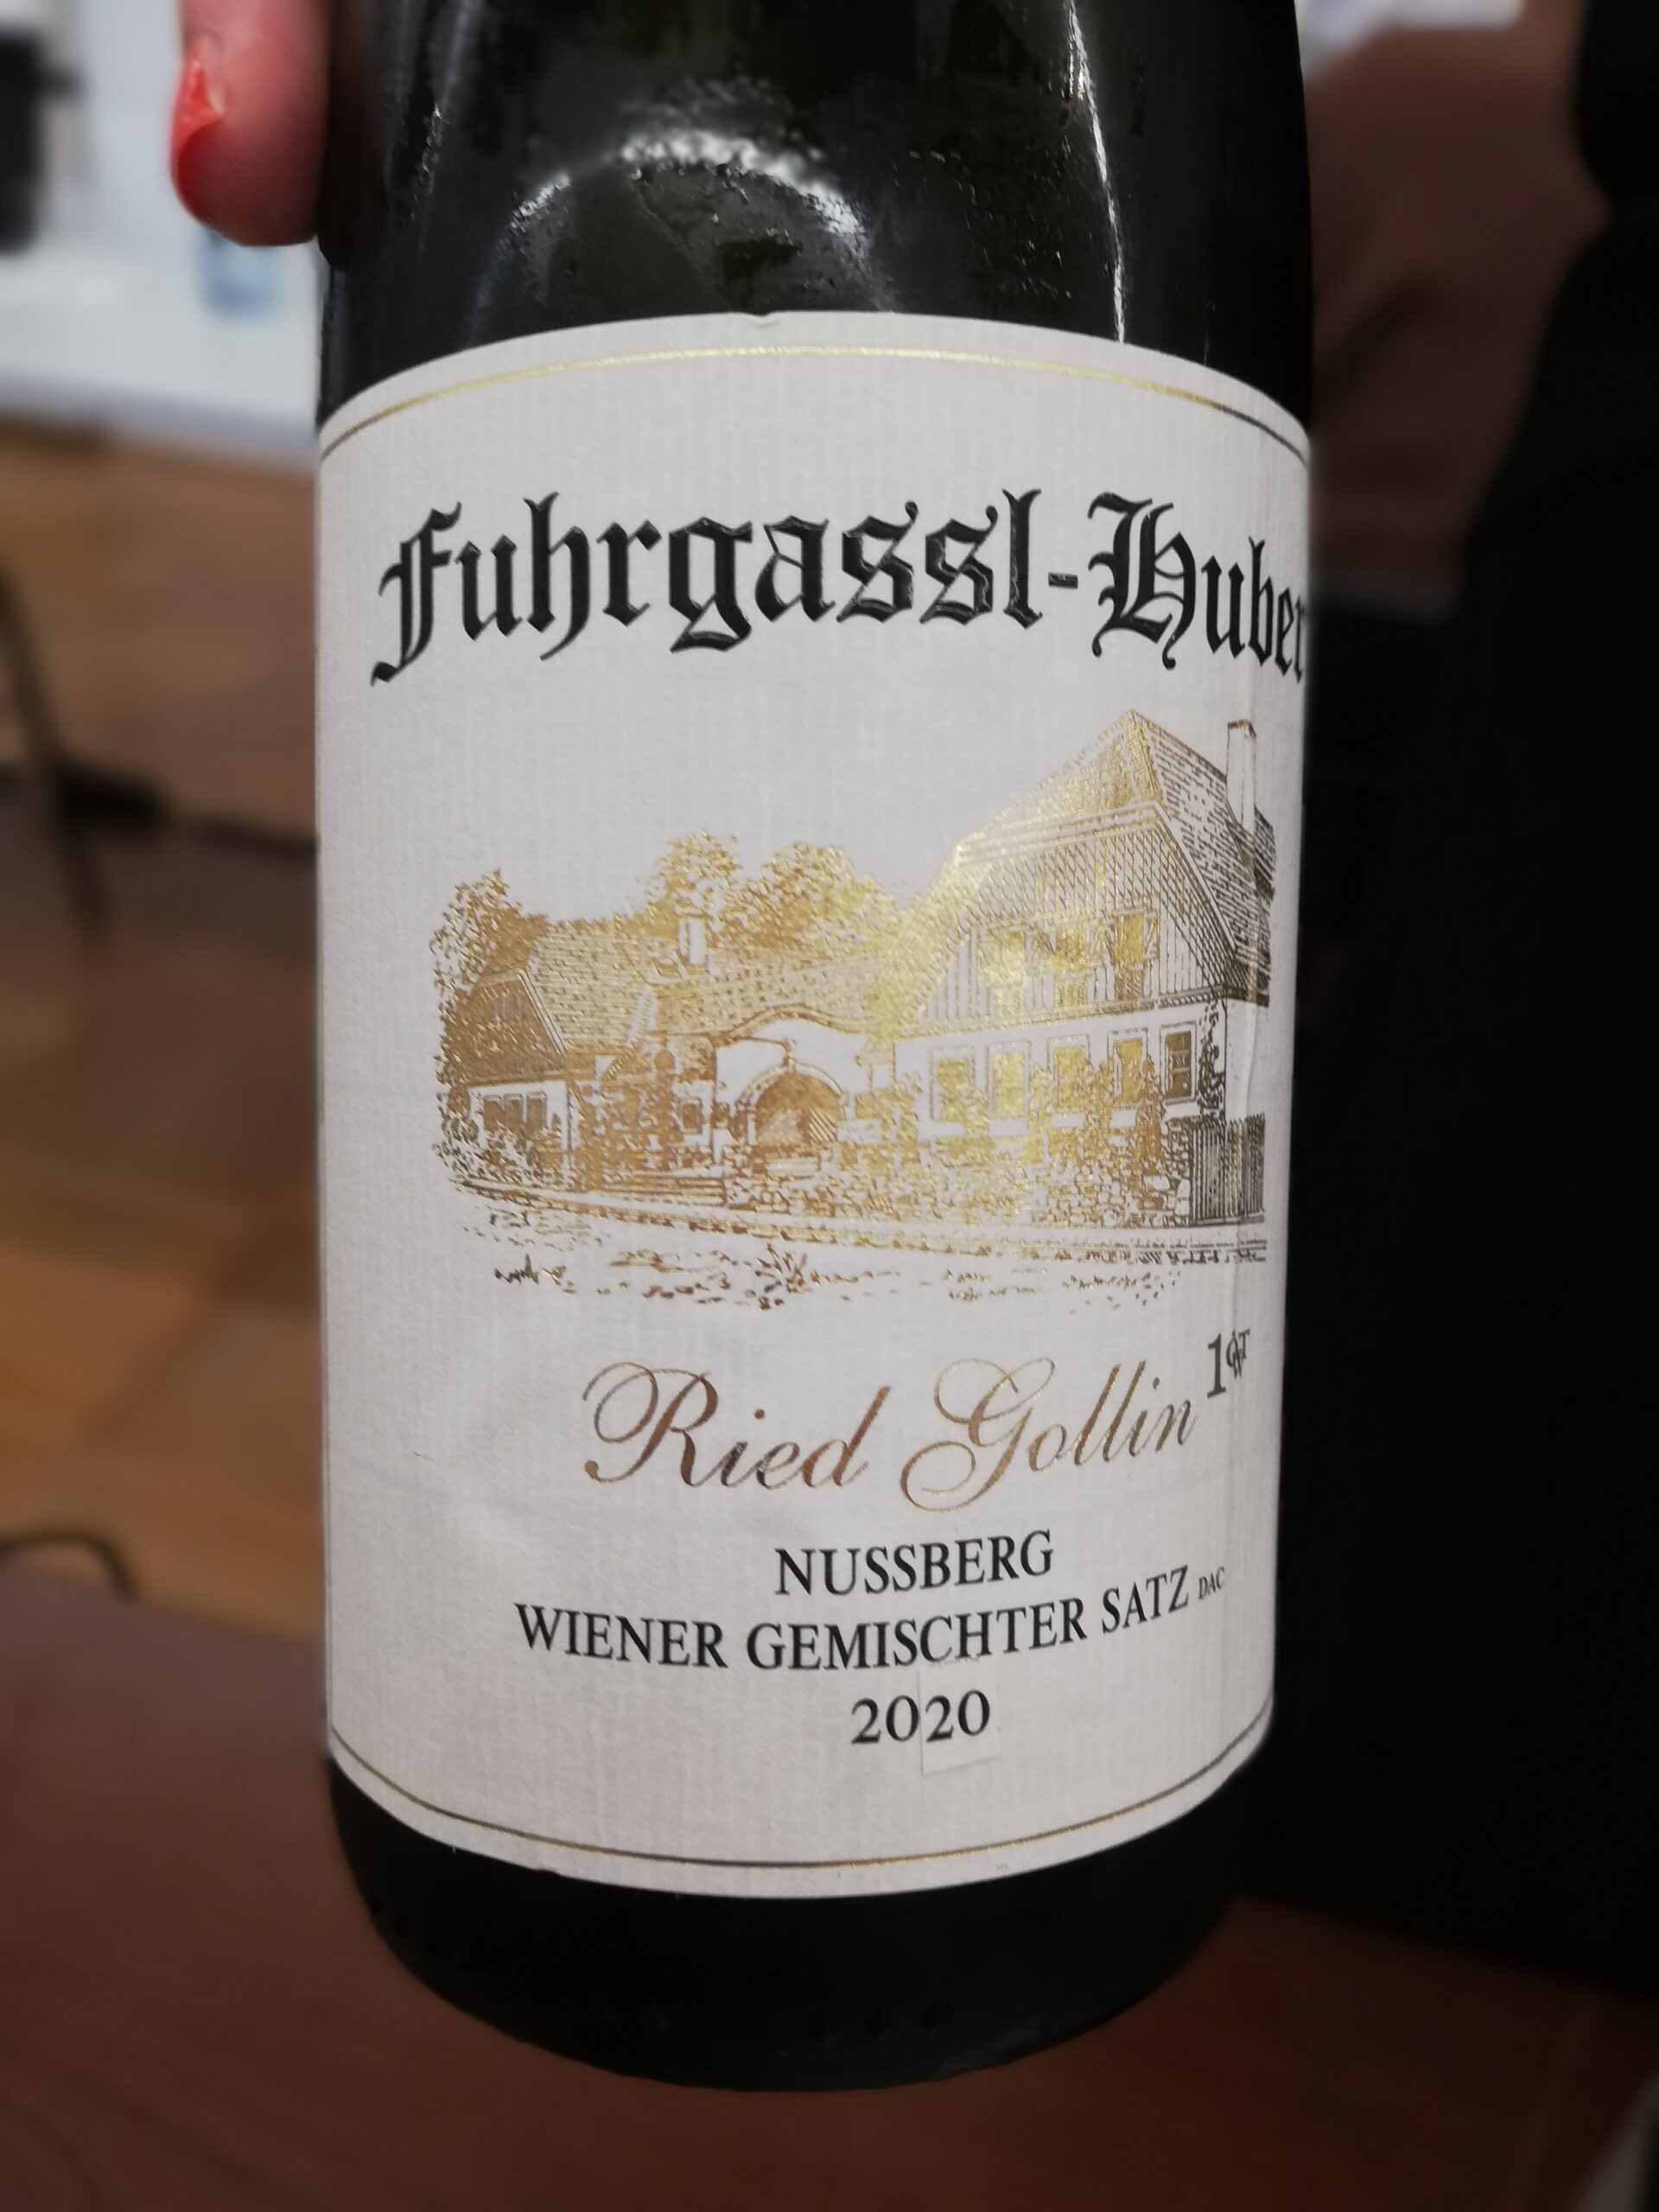 Fuhrgassl-Huber
Ried Gollin 1ÖTW
NUSSBERG
WIENER GEMISCHTER SATZ DAC
2020